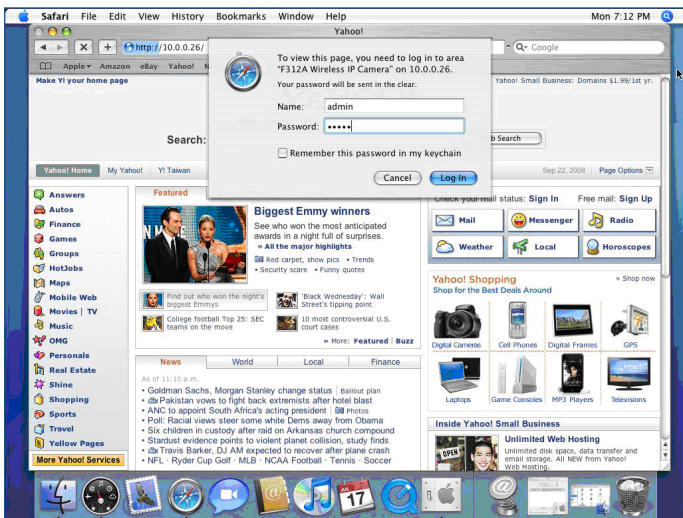 Safari File Edit View History Bookmarks Window Help Mon 7:12 PM
Yahoo!
http://10.0.0.26/
Google
Apple Amazon eBay Yahoo!
To view this page, you need to log in to area
"F312A Wireless IP Camera" on 10.0.0.26.
Your password will be sent in the clear.
Name: admin
Password: •••••
Remember this password in my keychain
Cancel Log In
Make Y! your home page
Yahoo! Small Business: Domains $1.99/1st yr.
Search:
b Search
Yahoo! Home My Yahoo! Y! Taiwan
Sep 22, 2008 Page Options
Answers
Autos
Finance
Games
Groups
HotJobs
Maps
Mobile Web
Movies | TV
Music
OMG
Personals
Real Estate
Shine
Shopping
Sports
Travel
Yellow Pages
More Yahoo! Services
Featured
Biggest Emmy winners
See who won the most anticipated
awards in a night full of surprises.
» All the major highlights
Red carpet, show pics • Trends
• Security scare • Funny quotes
Find out who won the night's
biggest Emmys
'Black Wednesday': Wall
Street's tipping point
College football Top 25: SEC
teams on the move
10 most controversial U.S.
court cases
» More: Featured | Buzz
News World Local Finance
As of 11:10 a.m.
• Goldman Sachs, Morgan Stanley change status | Bailout plan
• Pakistan vows to fight back extremists after hotel blast
• ANC to appoint South Africa's acting president | Photos
• Poll: Racial views steer some white Dems away from Obama
• Six children in custody after raid on Arkansas church compound
• Stardust evidence points to violent planet collision, study finds
• Travis Barker, DJ AM expected to recover after plane crash
• NFL · Ryder Cup Golf · MLB · NCAA Football · Tennis · Soccer
Check your mail status: Sign In Free mail: Sign Up
Mail Messenger Radio
Weather Local Horoscopes
Yahoo! Shopping » Shop now
Shop for the Best Deals Around
Digital Cameras Cell Phones Digital Frames GPS
Laptops Game Consoles MP3 Players Televisions
Inside Yahoo! Small Business
Unlimited Web Hosting
Unlimited disk space, data transfer and
email storage. All NEW from Yahoo!
Web Hosting.
OPEN
JUL
17